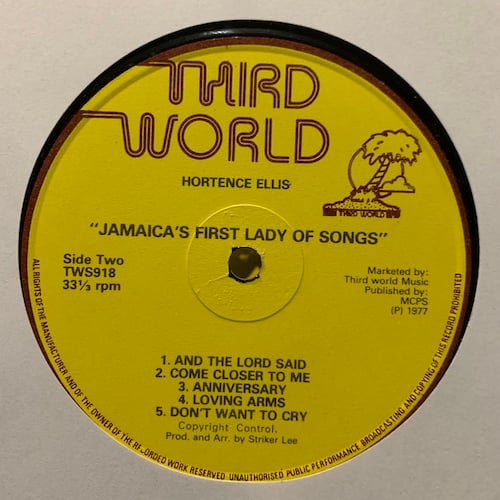 THIRD
WORLD
HORTENCE ELLIS
THIRD WORLD
"JAMAICA'S FIRST LADY OF SONGS"
Side Two
TWS918
33⅓ rpm
Marketed by:
Third world Music
Published by:
MCPS
(P) 1977
1. AND THE LORD SAID
2. COME CLOSER TO ME
3. ANNIVERSARY
4. LOVING ARMS
5. DON'T WANT TO CRY
Copyright Control.
Prod. and Arr. by Striker Lee
ALL RIGHTS OF THE MANUFACTURER AND OF THE OWNER OF THE RECORDED WORK RESERVED UNAUTHORISED PUBLIC PERFORMANCE BROADCASTING AND COPYING OF THIS RECORD PROHIBITED